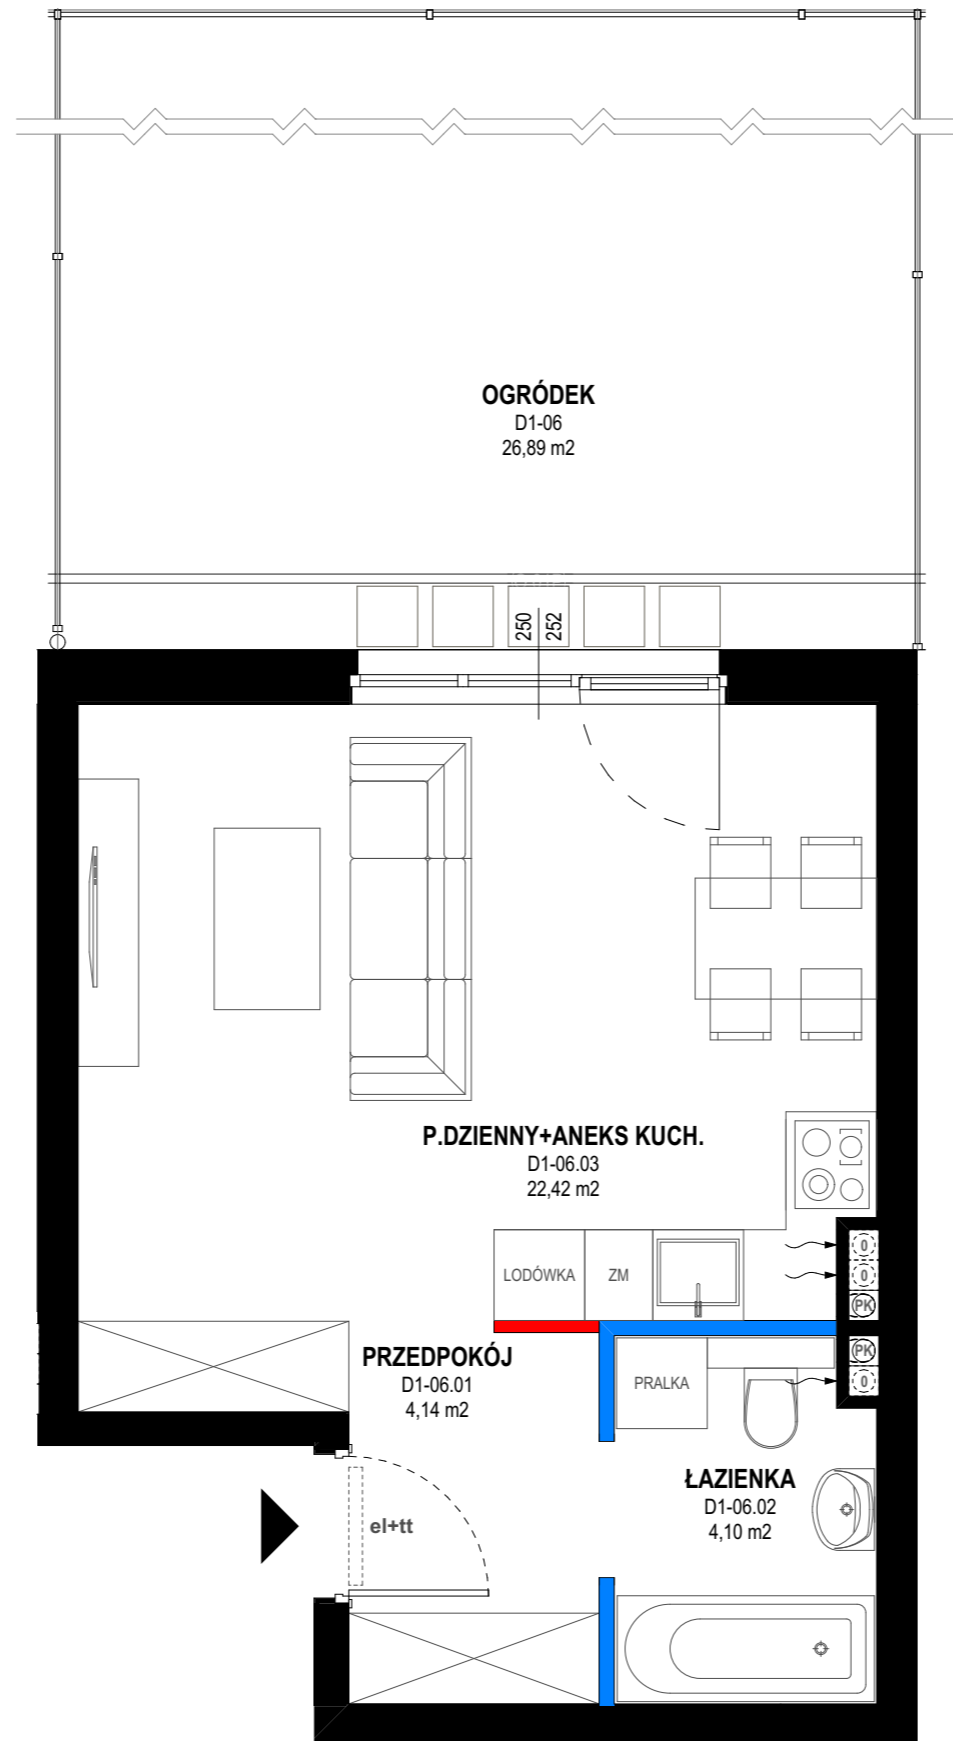 OGRÓDEK
D1-06
26,89 m2
250
252
P.DZIENNY+ANEKS KUCH.
D1-06.03
22,42 m2
LODÓWKA
ZM
0
0
PK
PRZEDPOKÓJ
D1-06.01
4,14 m2
PRALKA
PK
0
ŁAZIENKA
D1-06.02
4,10 m2
el+tt